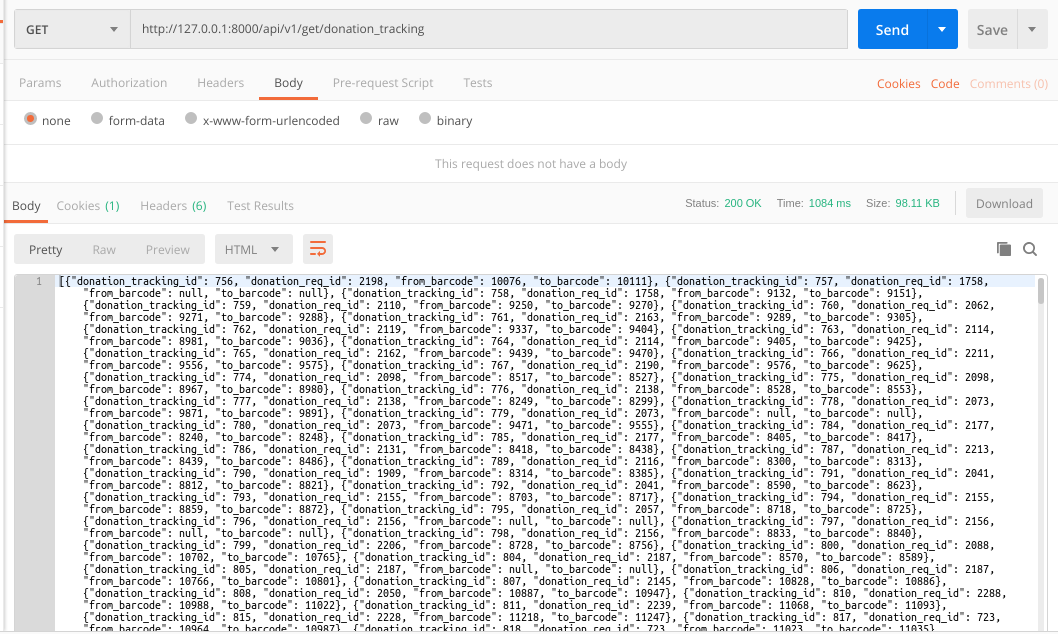 GET http://127.0.0.1:8000/api/v1/get/donation_tracking Send Save
Params Authorization Headers Body Pre-request Script Tests Cookies Code Comments (0)
none form-data x-www-form-urlencoded raw binary
This request does not have a body
Body Cookies (1) Headers (6) Test Results Status: 200 OK Time: 1084 ms Size: 98.11 KB Download
Pretty Raw Preview HTML
1 [{"donation_tracking_id": 756, "donation_req_id": 2198, "from_barcode": 10076, "to_barcode": 10111}, {"donation_tracking_id": 757, "donation_req_id": 1758,
"from_barcode": null, "to_barcode": null}, {"donation_tracking_id": 758, "donation_req_id": 1758, "from_barcode": 9132, "to_barcode": 9151},
{"donation_tracking_id": 759, "donation_req_id": 2110, "from_barcode": 9250, "to_barcode": 9270}, {"donation_tracking_id": 760, "donation_req_id": 2062,
"from_barcode": 9271, "to_barcode": 9288}, {"donation_tracking_id": 761, "donation_req_id": 2163, "from_barcode": 9289, "to_barcode": 9305},
{"donation_tracking_id": 762, "donation_req_id": 2119, "from_barcode": 9337, "to_barcode": 9404}, {"donation_tracking_id": 763, "donation_req_id": 2114,
"from_barcode": 8981, "to_barcode": 9036}, {"donation_tracking_id": 764, "donation_req_id": 2114, "from_barcode": 9405, "to_barcode": 9425},
{"donation_tracking_id": 765, "donation_req_id": 2162, "from_barcode": 9439, "to_barcode": 9470}, {"donation_tracking_id": 766, "donation_req_id": 2211,
"from_barcode": 9556, "to_barcode": 9575}, {"donation_tracking_id": 767, "donation_req_id": 2190, "from_barcode": 9576, "to_barcode": 9625},
{"donation_tracking_id": 774, "donation_req_id": 2098, "from_barcode": 8517, "to_barcode": 8527}, {"donation_tracking_id": 775, "donation_req_id": 2098,
"from_barcode": 8967, "to_barcode": 8980}, {"donation_tracking_id": 776, "donation_req_id": 2138, "from_barcode": 8528, "to_barcode": 8553},
{"donation_tracking_id": 777, "donation_req_id": 2138, "from_barcode": 8249, "to_barcode": 8299}, {"donation_tracking_id": 778, "donation_req_id": 2073,
"from_barcode": 9871, "to_barcode": 9891}, {"donation_tracking_id": 779, "donation_req_id": 2073, "from_barcode": null, "to_barcode": null},
{"donation_tracking_id": 780, "donation_req_id": 2073, "from_barcode": 9471, "to_barcode": 9555}, {"donation_tracking_id": 784, "donation_req_id": 2177,
"from_barcode": 8240, "to_barcode": 8248}, {"donation_tracking_id": 785, "donation_req_id": 2177, "from_barcode": 8405, "to_barcode": 8417},
{"donation_tracking_id": 786, "donation_req_id": 2131, "from_barcode": 8418, "to_barcode": 8438}, {"donation_tracking_id": 787, "donation_req_id": 2213,
"from_barcode": 8439, "to_barcode": 8486}, {"donation_tracking_id": 789, "donation_req_id": 2116, "from_barcode": 8300, "to_barcode": 8313},
{"donation_tracking_id": 790, "donation_req_id": 1909, "from_barcode": 8314, "to_barcode": 8385}, {"donation_tracking_id": 791, "donation_req_id": 2041,
"from_barcode": 8812, "to_barcode": 8821}, {"donation_tracking_id": 792, "donation_req_id": 2041, "from_barcode": 8590, "to_barcode": 8623},
{"donation_tracking_id": 793, "donation_req_id": 2155, "from_barcode": 8703, "to_barcode": 8717}, {"donation_tracking_id": 794, "donation_req_id": 2155,
"from_barcode": 8859, "to_barcode": 8872}, {"donation_tracking_id": 795, "donation_req_id": 2057, "from_barcode": 8718, "to_barcode": 8725},
{"donation_tracking_id": 796, "donation_req_id": 2156, "from_barcode": null, "to_barcode": null}, {"donation_tracking_id": 797, "donation_req_id": 2156,
"from_barcode": null, "to_barcode": null}, {"donation_tracking_id": 798, "donation_req_id": 2156, "from_barcode": 8833, "to_barcode": 8840},
{"donation_tracking_id": 799, "donation_req_id": 2206, "from_barcode": 8728, "to_barcode": 8756}, {"donation_tracking_id": 800, "donation_req_id": 2088,
"from_barcode": 10702, "to_barcode": 10765}, {"donation_tracking_id": 804, "donation_req_id": 2187, "from_barcode": 8570, "to_barcode": 8589},
{"donation_tracking_id": 805, "donation_req_id": 2187, "from_barcode": null, "to_barcode": null}, {"donation_tracking_id": 806, "donation_req_id": 2187,
"from_barcode": 10766, "to_barcode": 10801}, {"donation_tracking_id": 807, "donation_req_id": 2145, "from_barcode": 10828, "to_barcode": 10886},
{"donation_tracking_id": 808, "donation_req_id": 2050, "from_barcode": 10887, "to_barcode": 10947}, {"donation_tracking_id": 810, "donation_req_id": 2288,
"from_barcode": 10988, "to_barcode": 11022}, {"donation_tracking_id": 811, "donation_req_id": 2239, "from_barcode": 11068, "to_barcode": 11093},
{"donation_tracking_id": 815, "donation_req_id": 2228, "from_barcode": 11218, "to_barcode": 11247}, {"donation_tracking_id": 817, "donation_req_id": 723,
"from_barcode": 10964, "to_barcode": 10987}, {"donation_tracking_id": 818, "donation_req_id": 723, "from_barcode": 11023, "to_barcode": 11035},